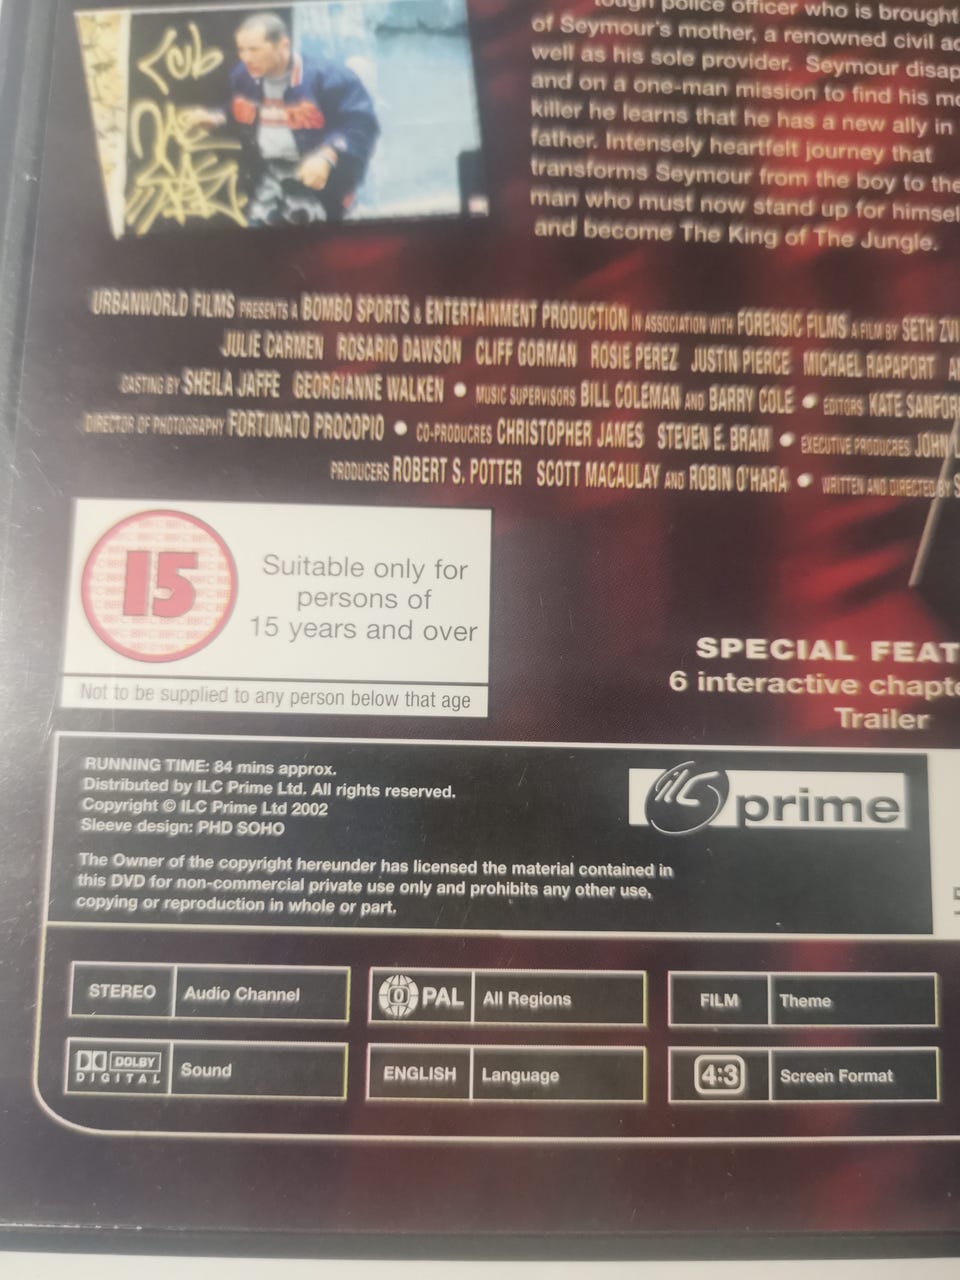 tough police officer who is brought
of Seymour's mother, a renowned civil
well as his sole provider. Seymour
and on a one-man mission to find his
killer he learns that he has a new ally in
father. Intensely heartfelt journey that
transforms Seymour from the boy to the
man who must now stand up for
and become The King of The Jungle.
URBANWORLD FILMS PRESENTS A BOMBO SPORTS & ENTERTAINMENT PRODUCTION IN ASSOCIATION WITH FORENSIC FILMS A FILM BY SETH
JULIE CARMEN ROSARIO DAWSON CLIFF GORMAN ROSIE PEREZ JUSTIN PIERCE MICHAEL RAPAPORT
CASTING BY SHEILA JAFFE GEORGIANNE WALKEN • MUSIC SUPERVISORS BILL COLEMAN AND BARRY COLE • EDITORS KATE
DIRECTOR OF PHOTOGRAPHY FORTUNATO PROCOPIO • CO-PRODUCRES CHRISTOPHER JAMES STEVEN E. BRAM • EXECUTIVE PRODUCRES JOHN
PRODUCERS ROBERT S. POTTER SCOTT MACAULAY AND ROBIN O'HARA • WRITTEN AND DIRECTED BY
15
Suitable only for
persons of
15 years and over
Not to be supplied to any person below that age
SPECIAL
6 interactive
Trailer
RUNNING TIME: 84 mins approx.
Distributed by ILC Prime Ltd. All rights reserved.
Copyright © ILC Prime Ltd 2002
Sleeve design: PHD SOHO
ilc prime
The Owner of the copyright hereunder has licensed the material contained in
this DVD for non-commercial private use only and prohibits any other use,
copying or reproduction in whole or part.
STEREO Audio Channel
0 PAL All Regions
FILM Theme
DOLBY DIGITAL Sound
ENGLISH Language
4:3 Screen Format